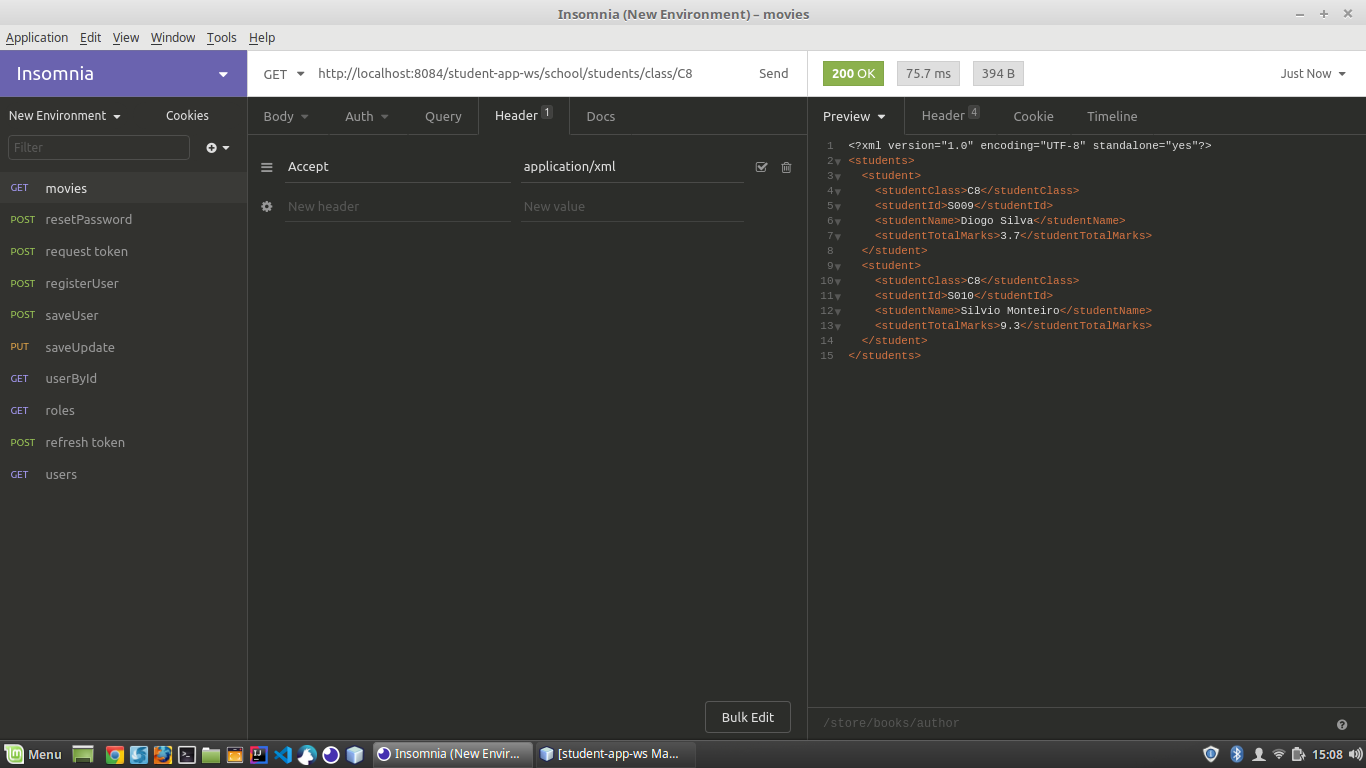 Insomnia (New Environment) – movies
Application Edit View Window Tools Help
Insomnia
GET http://localhost:8084/student-app-ws/school/students/class/C8 Send
200 OK 75.7 ms 394 B Just Now
New Environment Cookies
Body Auth Query Header 1 Docs
Preview Header 4 Cookie Timeline
Filter
Accept application/xml
New header New value
GET movies
POST resetPassword
POST request token
POST registerUser
POST saveUser
PUT saveUpdate
GET userById
GET roles
POST refresh token
GET users
1 <?xml version="1.0" encoding="UTF-8" standalone="yes"?>
2 <students>
3 <student>
4 <studentClass>C8</studentClass>
5 <studentId>S009</studentId>
6 <studentName>Diogo Silva</studentName>
7 <studentTotalMarks>3.7</studentTotalMarks>
8 </student>
9 <student>
10 <studentClass>C8</studentClass>
11 <studentId>S010</studentId>
12 <studentName>Silvio Monteiro</studentName>
13 <studentTotalMarks>9.3</studentTotalMarks>
14 </student>
15 </students>
Bulk Edit
/store/books/author
Menu Insomnia (New Envir... [student-app-ws Ma... 15:08